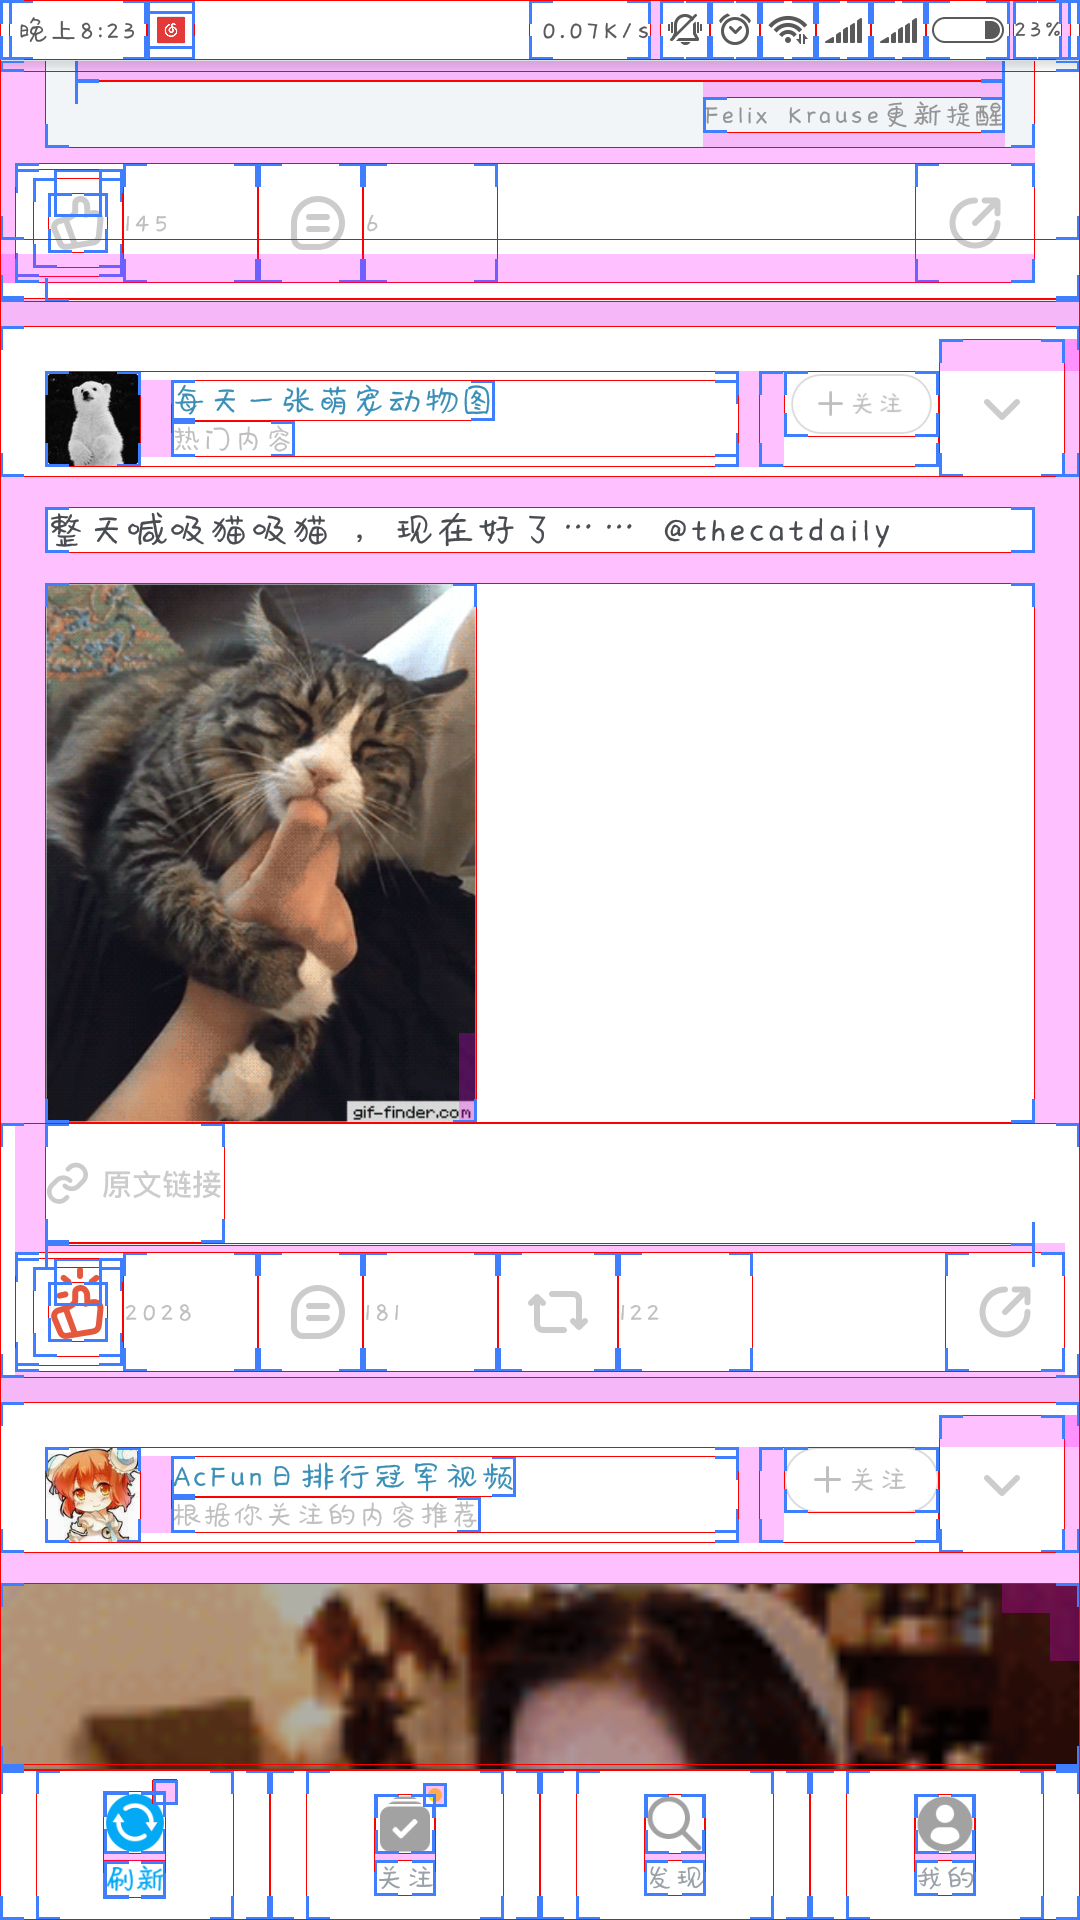 晚上8:23
0.07K/s
23%
Felix Krause更新提醒
145
6
每天一张萌宠动物图
热门内容
关注
整天喊吸猫吸猫 ，现在好了…… @thecatdaily
gif-finder.com
原文链接
2028
181
122
AcFun日排行冠军视频
根据你关注的内容推荐
关注
刷新
关注
发现
我的